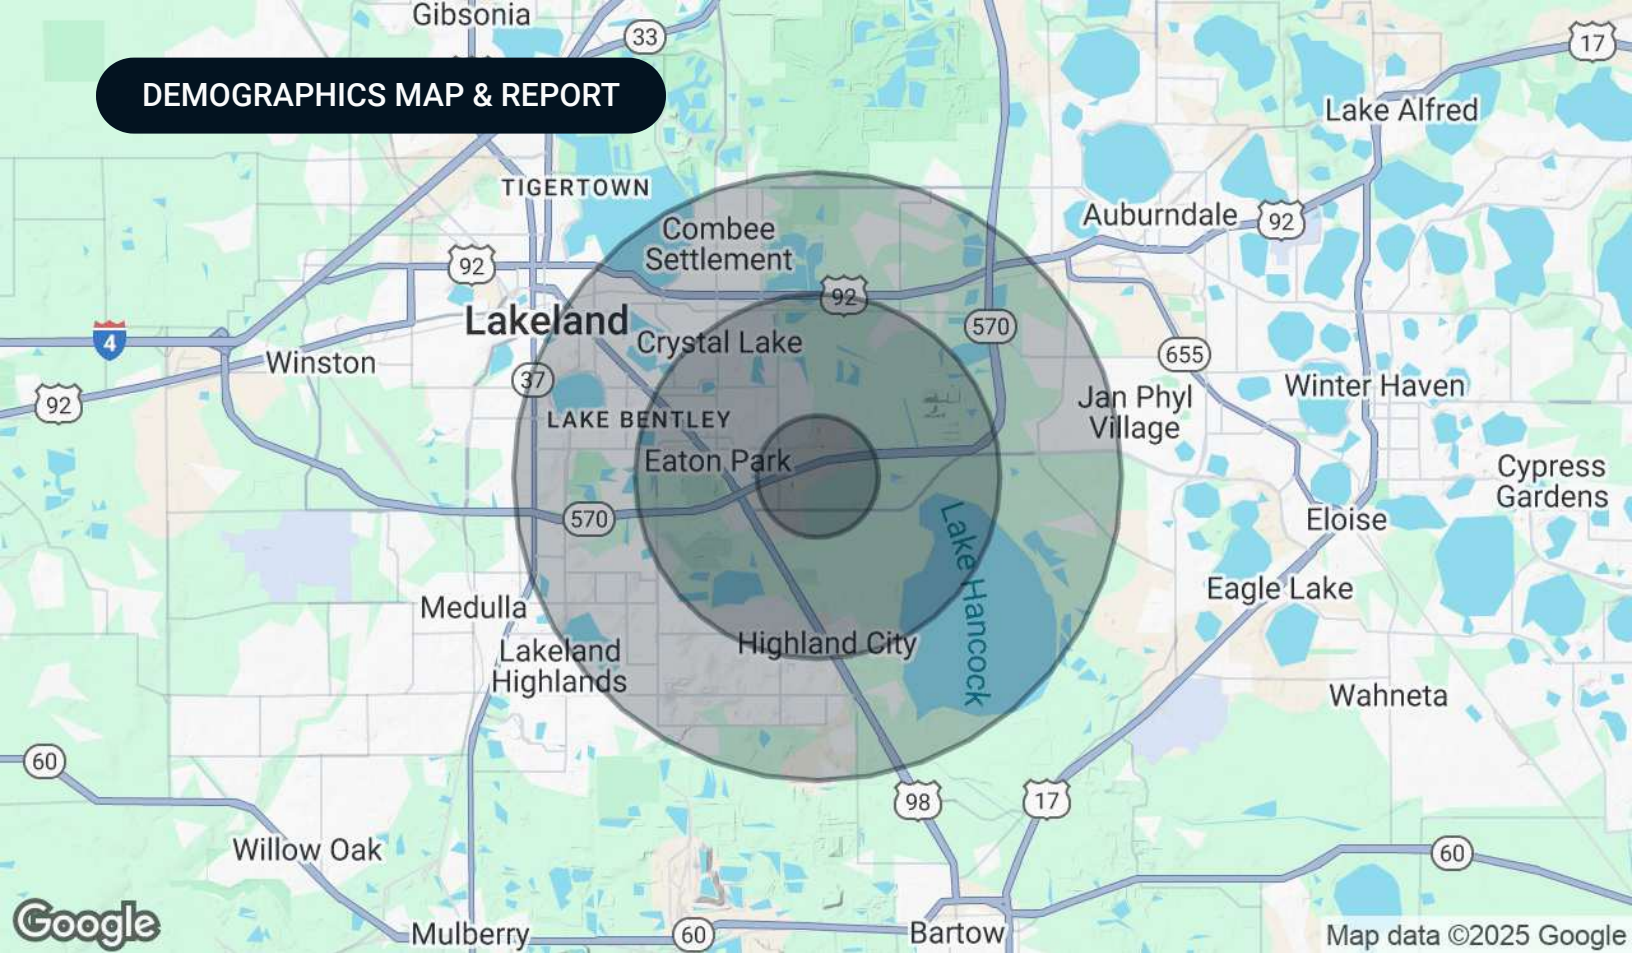 Gibsonia
33
17
DEMOGRAPHICS MAP & REPORT
Lake Alfred
TIGERTOWN
Combee
Settlement
Auburndale
92
92
92
Lakeland
Crystal Lake
570
4
Winston
655
37
Jan Phyl
Village
Winter Haven
92
LAKE BENTLEY
Eaton Park
Cypress
Gardens
570
Eloise
Lake Hancock
Eagle Lake
Medulla
Highland City
Lakeland
Highlands
Wahneta
60
98
17
Willow Oak
60
Google
Mulberry
60
Bartow
Map data ©2025 Google